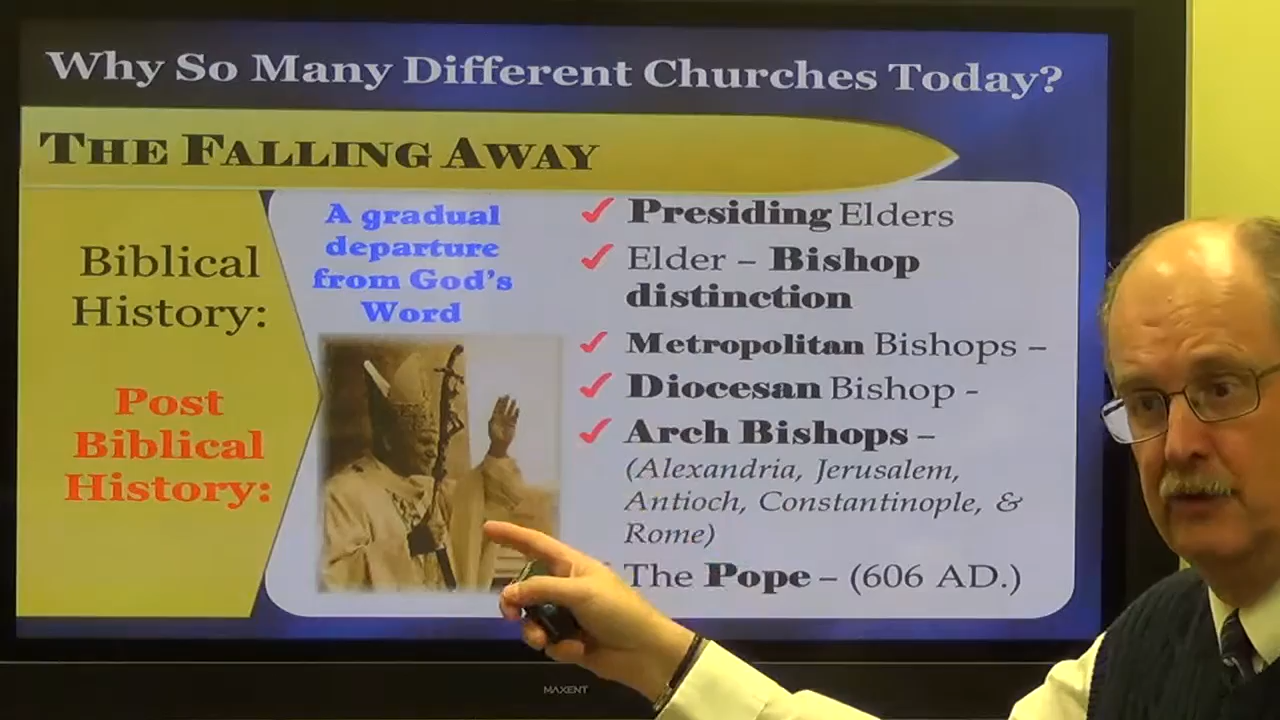 Why So Many Different Churches Today?
THE FALLING AWAY
Biblical
History:
Post
Biblical
History:
A gradual
departure
from God's
Word
✓ Presiding Elders
✓ Elder – Bishop
distinction
✓ Metropolitan Bishops –
✓ Diocesan Bishop -
✓ Arch Bishops –
(Alexandria, Jerusalem,
Antioch, Constantinople, &
Rome)
The Pope – (606 AD.)
MAXENT